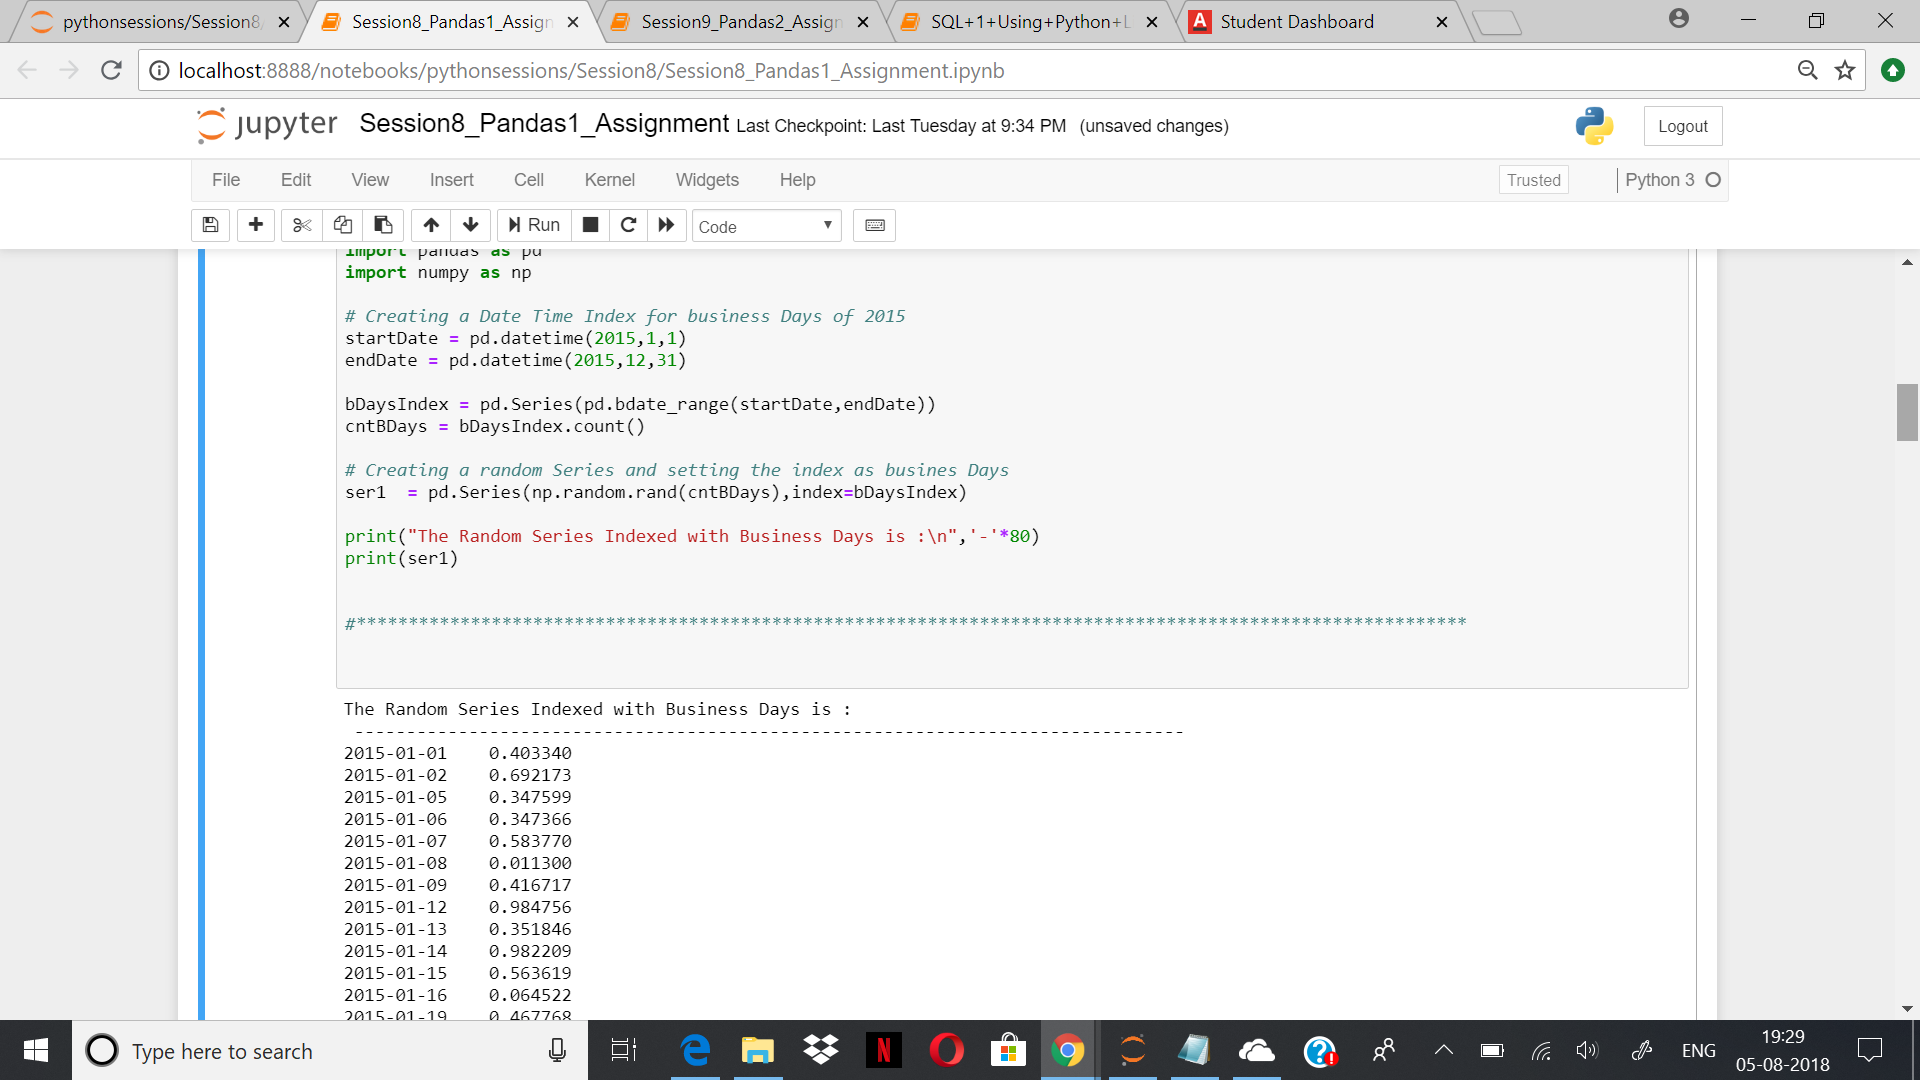 pythonsessions/Session8/
Session8_Pandas1_Assign
Session9_Pandas2_Assign
SQL+1+Using+Python+L
Student Dashboard
localhost:8888/notebooks/pythonsessions/Session8/Session8_Pandas1_Assignment.ipynb
jupyter Session8_Pandas1_Assignment Last Checkpoint: Last Tuesday at 9:34 PM (unsaved changes)
Logout
File Edit View Insert Cell Kernel Widgets Help
Trusted
Python 3
Run
Code
import pandas as pd
import numpy as np
# Creating a Date Time Index for business Days of 2015
startDate = pd.datetime(2015,1,1)
endDate = pd.datetime(2015,12,31)
bDaysIndex = pd.Series(pd.bdate_range(startDate,endDate))
cntBDays = bDaysIndex.count()
# Creating a random Series and setting the index as busines Days
ser1  = pd.Series(np.random.rand(cntBDays),index=bDaysIndex)
print("The Random Series Indexed with Business Days is :\n",'-'*80)
print(ser1)
#***********************************************************************************************************
The Random Series Indexed with Business Days is :
--------------------------------------------------------------------------------
2015-01-01    0.403340
2015-01-02    0.692173
2015-01-05    0.347599
2015-01-06    0.347366
2015-01-07    0.583770
2015-01-08    0.011300
2015-01-09    0.416717
2015-01-12    0.984756
2015-01-13    0.351846
2015-01-14    0.982209
2015-01-15    0.563619
2015-01-16    0.064522
2015-01-19    0.467768
Type here to search
ENG
19:29
05-08-2018